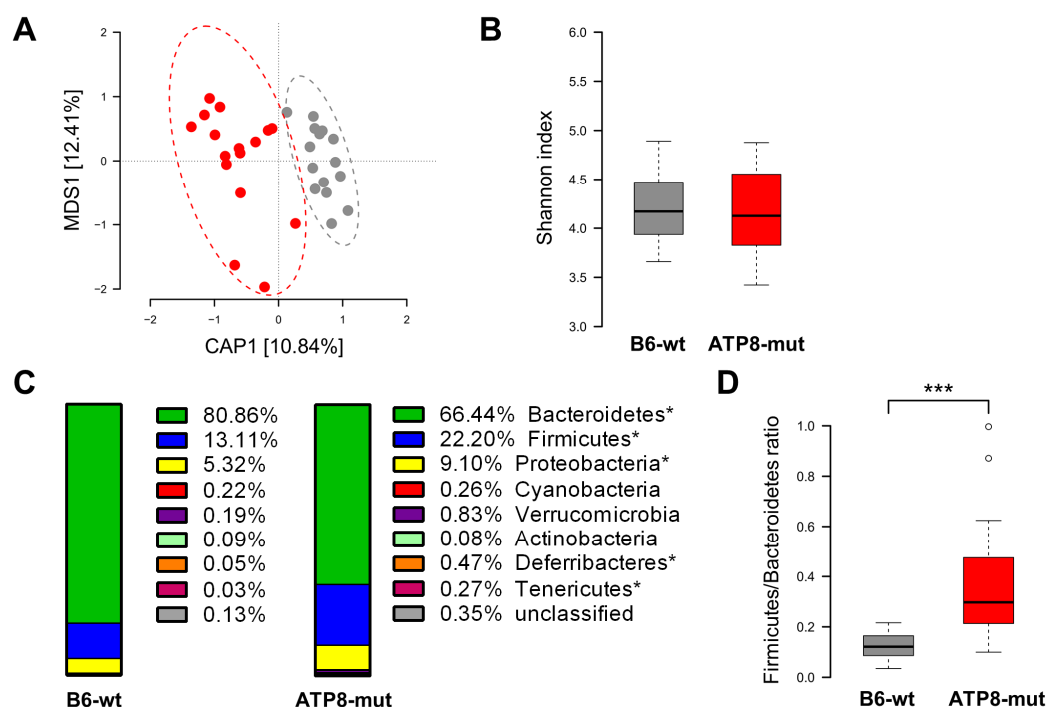 A
2
1
0
−1
−2
MDS1 [12.41%]
−2
−1
0
1
2
CAP1 [10.84%]
B
6.0
5.0
4.5
4.0
3.5
3.0
Shannon index
B6-wt
ATP8-mut
C
80.86%
13.11%
5.32%
0.22%
0.19%
0.09%
0.05%
0.03%
0.13%
B6-wt
66.44% Bacteroidetes*
22.20% Firmicutes*
9.10% Proteobacteria*
0.26% Cyanobacteria
0.83% Verrucomicrobia
0.08% Actinobacteria
0.47% Deferribacteres*
0.27% Tenericutes*
0.35% unclassified
ATP8-mut
D
***
1.0
0.8
0.6
0.4
0.2
0.0
Firmicutes/Bacteroidetes ratio
B6-wt
ATP8-mut